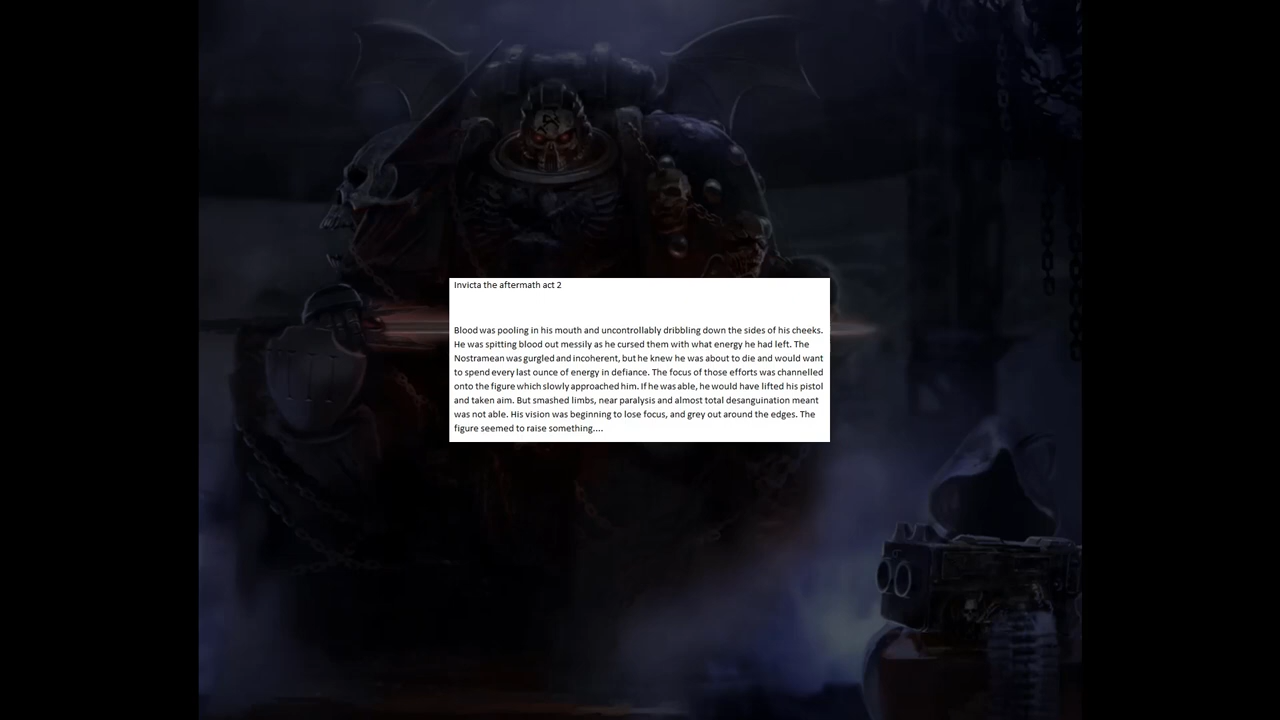 Invicta the aftermath act 2
Blood was pooling in his mouth and uncontrollably dribbling down the sides of his cheeks.
He was spitting blood out messily as he cursed them with what energy he had left. The
Nostramean was gurgled and incoherent, but he knew he was about to die and would want
to spend every last ounce of energy in defiance. The focus of those efforts was channelled
onto the figure which slowly approached him. If he was able, he would have lifted his pistol
and taken aim. But smashed limbs, near paralysis and almost total desanguination meant
was not able. His vision was beginning to lose focus, and grey out around the edges. The
figure seemed to raise something....